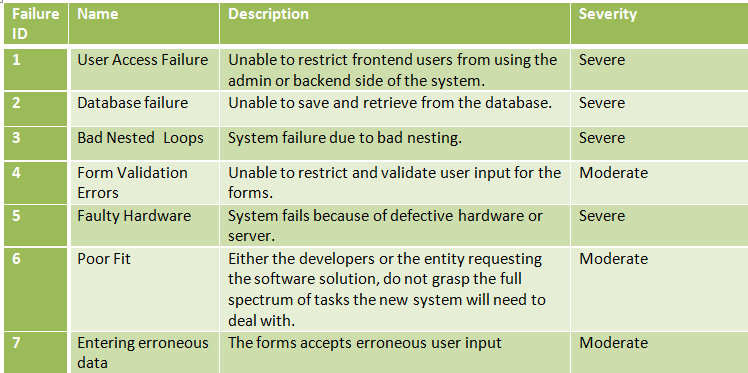 Failure ID Name Description Severity
1 User Access Failure Unable to restrict frontend users from using the admin or backend side of the system. Severe
2 Database failure Unable to save and retrieve from the database. Severe
3 Bad Nested Loops System failure due to bad nesting. Severe
4 Form Validation Errors Unable to restrict and validate user input for the forms. Moderate
5 Faulty Hardware System fails because of defective hardware or server. Severe
6 Poor Fit Either the developers or the entity requesting the software solution, do not grasp the full spectrum of tasks the new system will need to deal with. Moderate
7 Entering erroneous data The forms accepts erroneous user input Moderate